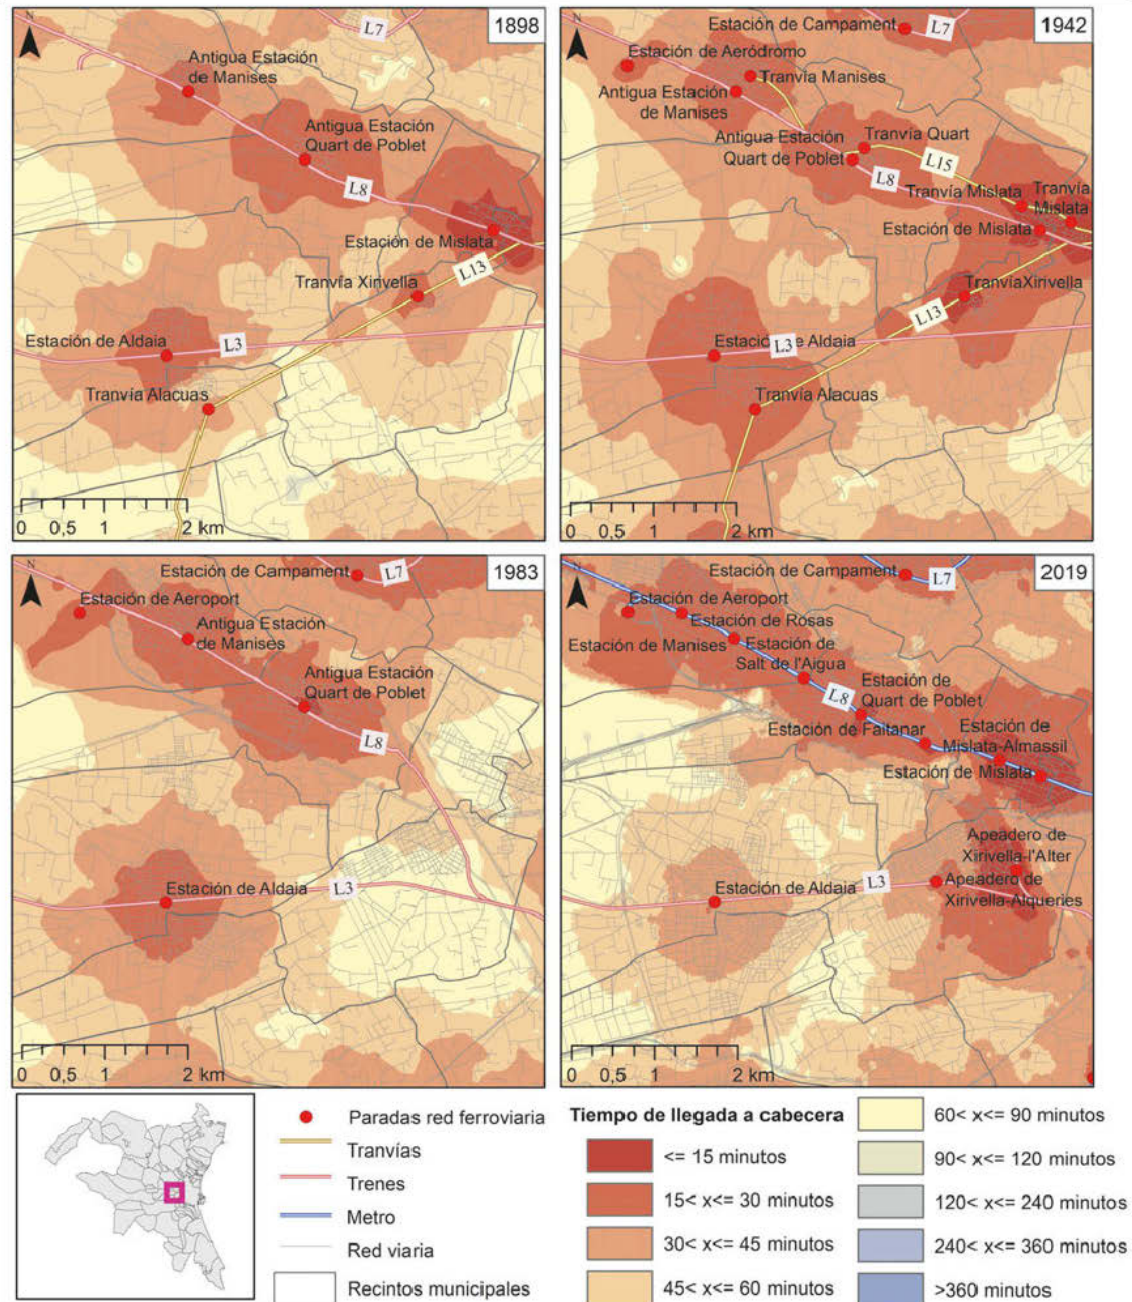 1898
L7
Antigua Estación
de Manises
Antigua Estación
Quart de Poblet
L8
Estación de Mislata
L13
Tranvía Xirivella
Estación de Aldaia
L3
Tranvía Alacuas
0 0,5 1 2 km
1942
Estación de Campament
L7
Estación de Aeródromo
Tranvía Manises
Antigua Estación
de Manises
Antigua Estación
Quart de Poblet
Tranvía Quart
L15
L8
Tranvía Mislata
Tranvía
Mislata
Estación de Mislata
TranvíaXirivella
L13
L3
Tranvía Alacuas
0 0,5 1 2 km
N
1983
Estación de Campament
L7
Estación de Aeroport
Antigua Estación
de Manises
Antigua Estación
Quart de Poblet
L8
Estación de Aldaia
L3
0 0,5 1 2 km
N
2019
Estación de Campament
L7
Estación de Aeroport
Estación de Rosas
Estación de Manises
Estación de
Salt de l'Aigua
L8
Estación de
Quart de Poblet
Estación de Faitanar
Estación de
Mislata-Almassil
Estación de Mislata
Apeadero de
Xirivella-l'Alter
L3
Estación de Aldaia
Apeadero de
Xirivella-Alqueries
0 0,5 1 2 km
Paradas red ferroviaria
Tranvías
Trenes
Metro
Red viaria
Recintos municipales
Tiempo de llegada a cabecera
<= 15 minutos
15< x<= 30 minutos
30< x<= 45 minutos
45< x<= 60 minutos
60< x<= 90 minutos
90< x<= 120 minutos
120< x<= 240 minutos
240< x<= 360 minutos
>360 minutos